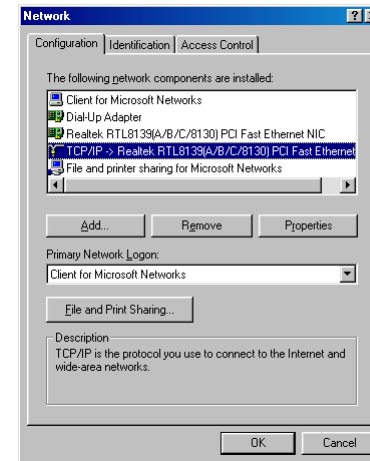 Network
Configuration Identification Access Control
The following network components are installed:
Client for Microsoft Networks
Dial-Up Adapter
Realtek RTL8139(A/B/C/8130) PCI Fast Ethernet NIC
TCP/IP -> Realtek RTL8139(A/B/C/8130) PCI Fast Ethernet
File and printer sharing for Microsoft Networks
Add... Remove Properties
Primary Network Logon:
Client for Microsoft Networks
File and Print Sharing...
Description
TCP/IP is the protocol you use to connect to the Internet and
wide-area networks.
OK Cancel